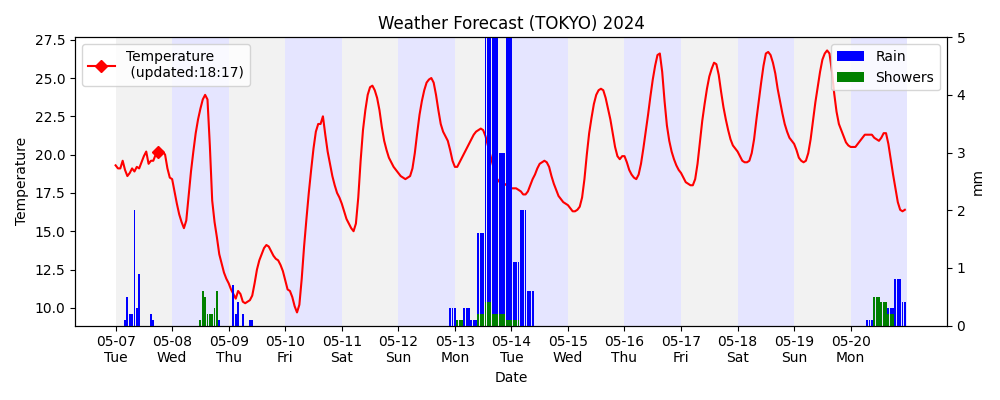 Weather Forecast (TOKYO) 2024
Temperature
(updated:18:17)
Rain
Showers
27.5
25.0
22.5
20.0
17.5
15.0
12.5
10.0
Temperature
5
4
3
2
1
0
mm
05-07 05-08 05-09 05-10 05-11 05-12 05-13 05-14 05-15 05-16 05-17 05-18 05-19 05-20
Tue Wed Thu Fri Sat Sun Mon Tue Wed Thu Fri Sat Sun Mon
Date